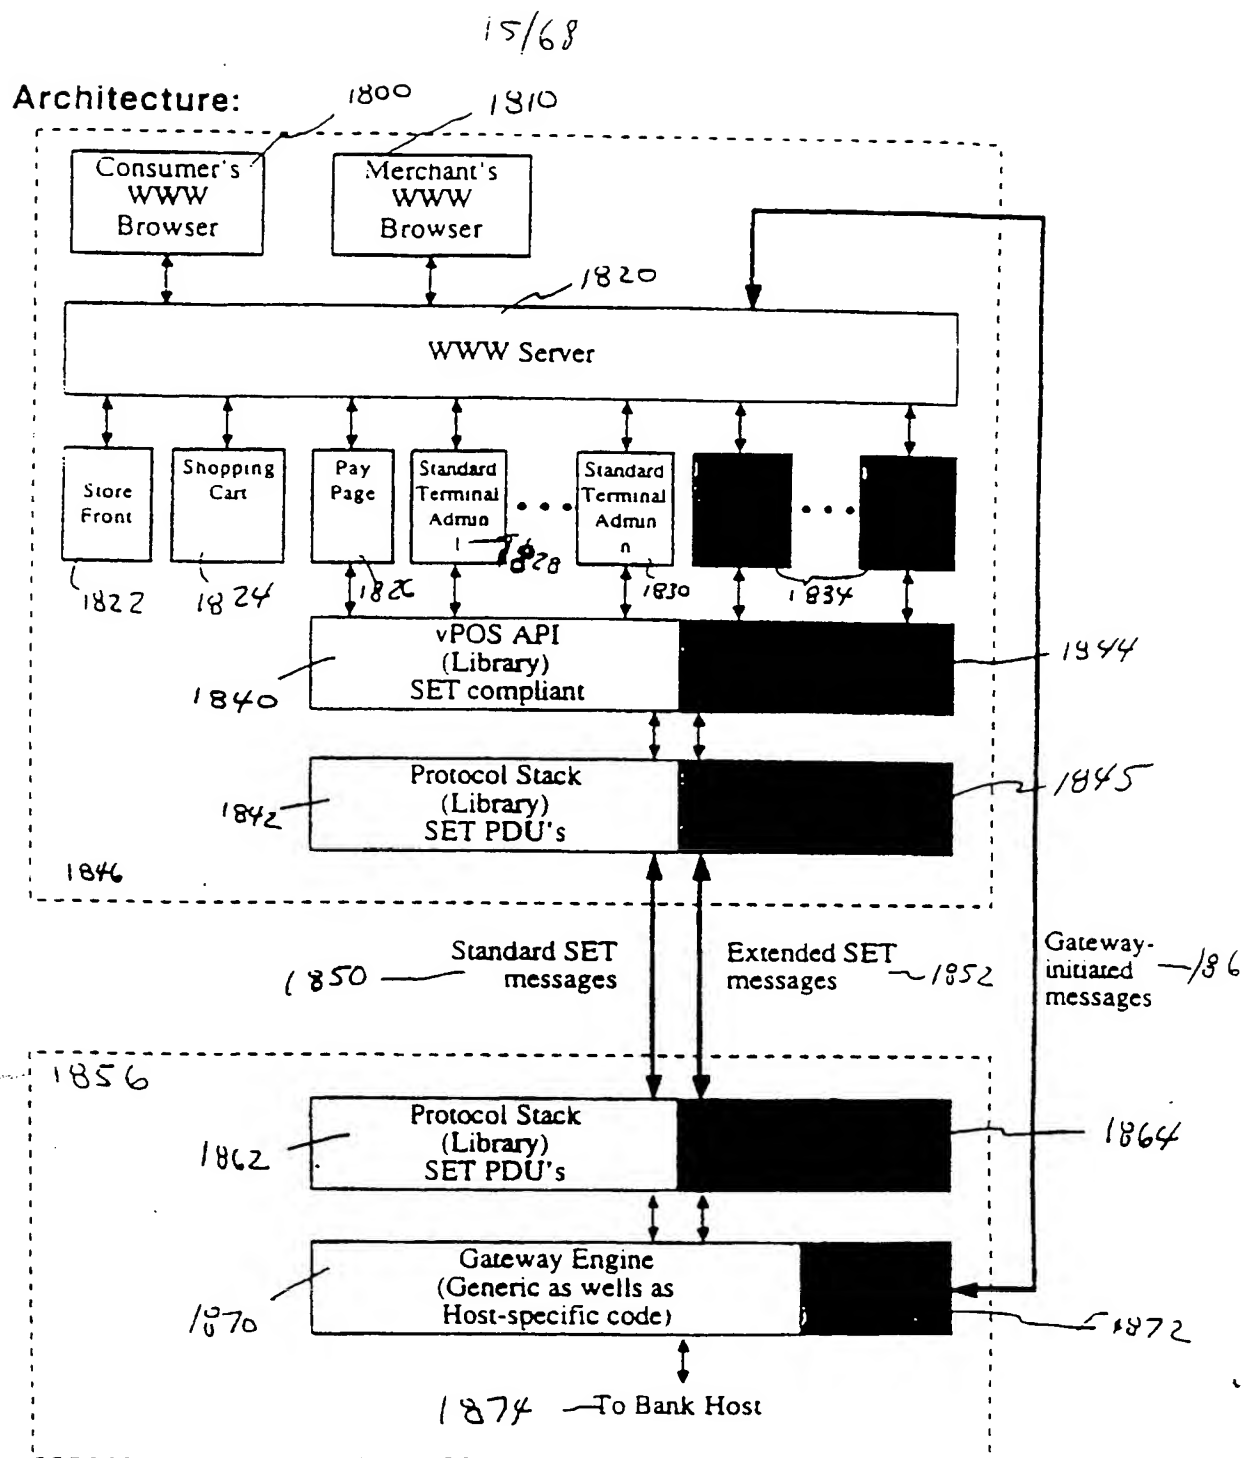 15/68
Architecture:
1800
1810
Consumer's
WWW
Browser
Merchant's
WWW
Browser
1820
WWW Server
Store
Front
Shopping
Cart
Pay
Page
Standard
Terminal
Admin
1
Standard
Terminal
Admin
n
1822
1824
1826
1828
1830
1834
vPOS API
(Library)
SET compliant
1840
1844
Protocol Stack
(Library)
SET PDU's
1842
1845
1846
Standard SET
messages
1850
Extended SET
messages
1852
Gateway-
initiated
messages
186
1856
Protocol Stack
(Library)
SET PDU's
1862
1864
Gateway Engine
(Generic as wells as
Host-specific code)
1870
1872
1874
To Bank Host